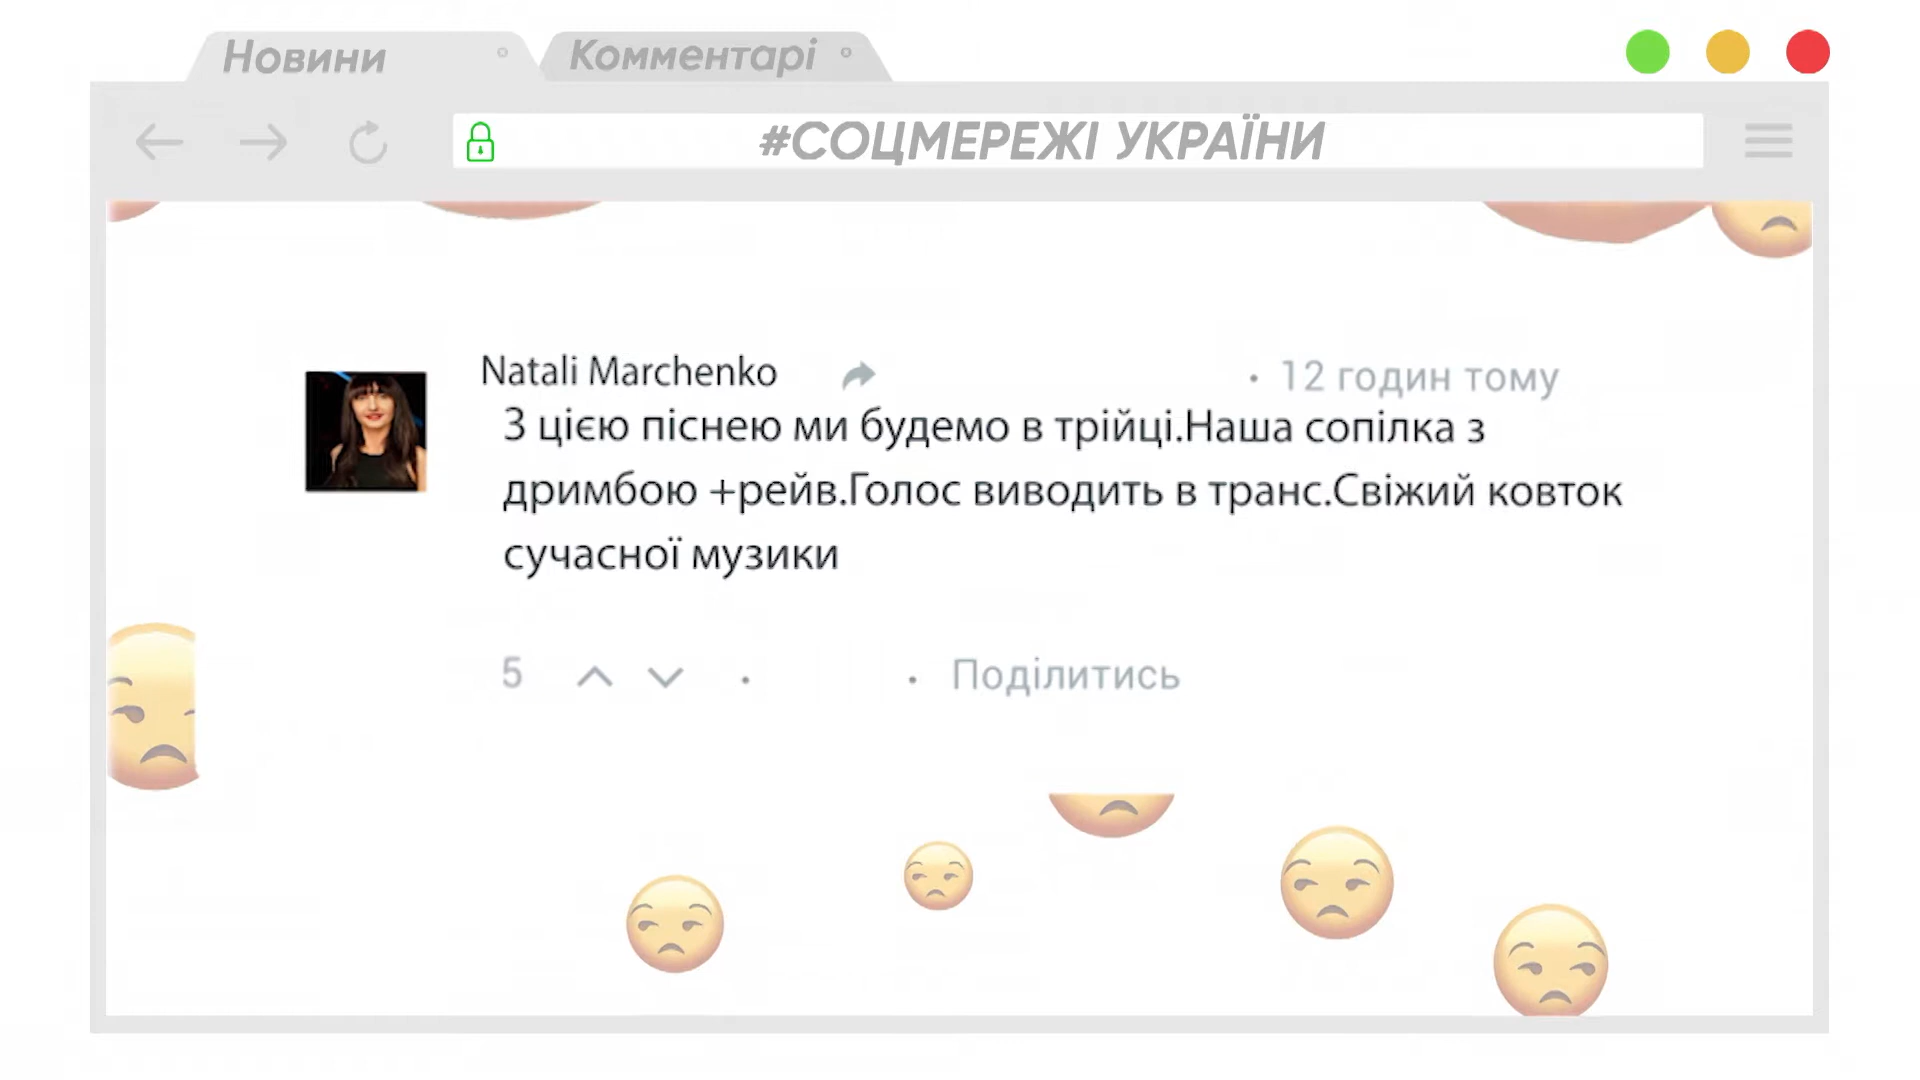 Новини
Комментарі
#СОЦМЕРЕЖІ УКРАЇНИ
Natali Marchenko
• 12 годин тому
З цією піснею ми будемо в трійці.Наша сопілка з
дримбою +рейв.Голос виводить в транс.Свіжий ковток
сучасної музики
5 • • Поділитись